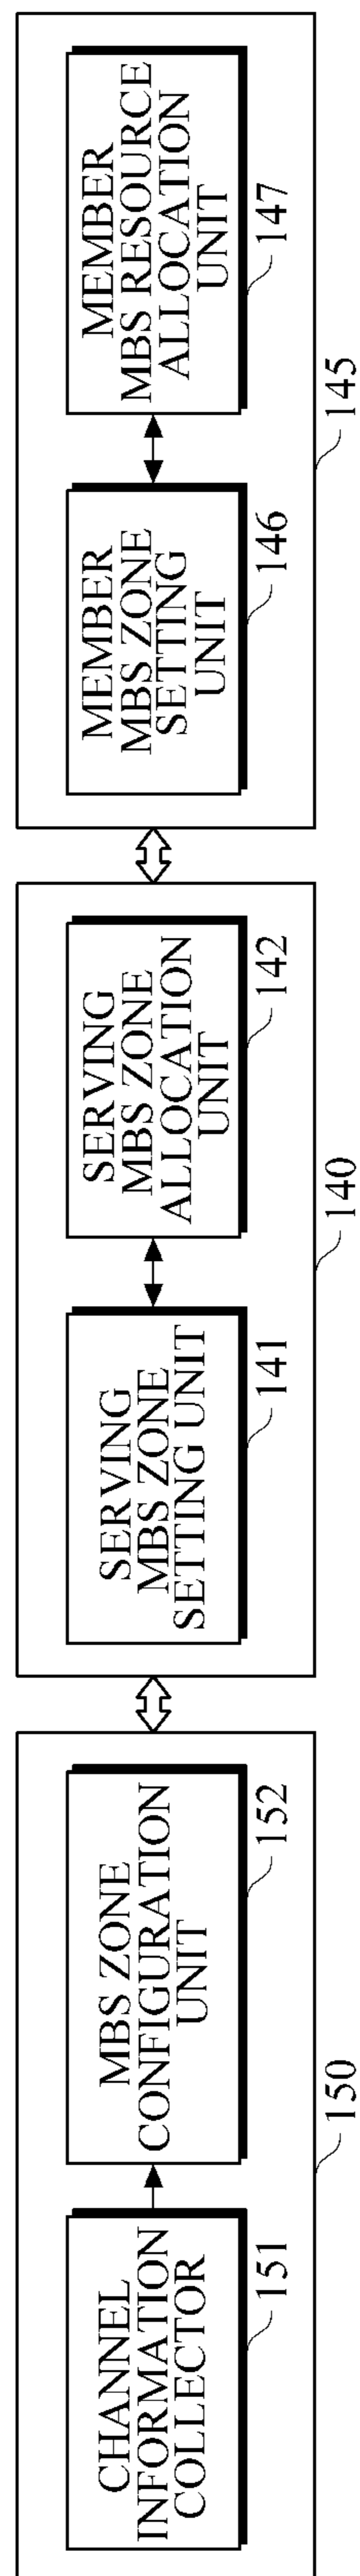 CHANNEL
INFORMATION
COLLECTOR
151
MBS ZONE
CONFIGURATION
UNIT
152
150
SERVING
MBS ZONE
SETTING UNIT
141
SERVING
MBS ZONE
ALLOCATION
UNIT
142
140
MEMBER
MBS ZONE
SETTING
UNIT
146
MEMBER
MBS RESOURCE
ALLOCATION
UNIT
147
145